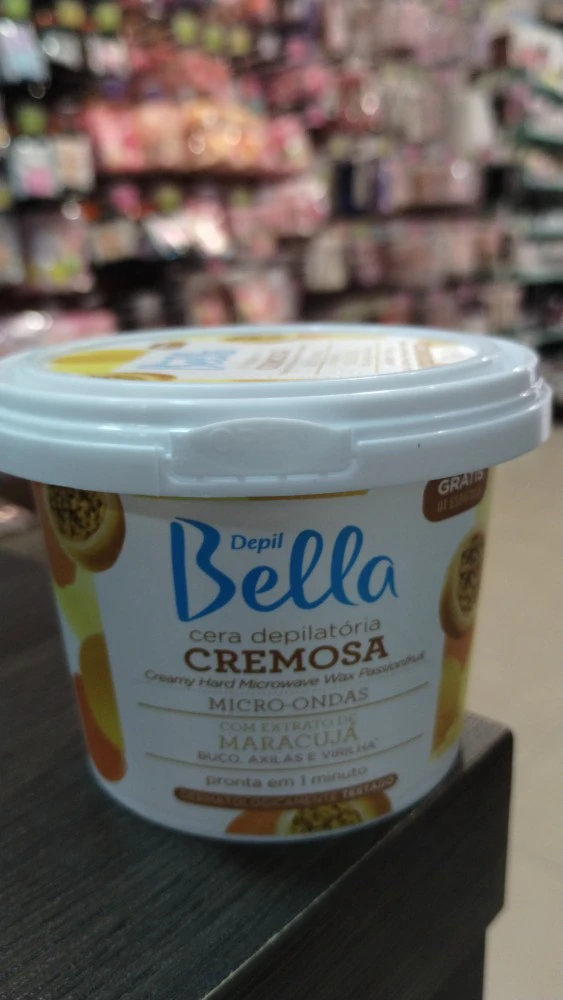 OPEN
GRÁTIS
Depil
Bella
cera depilatória
CREMOSA
Creamy Hard Microwave Wax Passionfruit
MICRO-ONDAS
COM EXTRATO DE
MARACUJÁ
BUÇO, AXILAS E VIRILHA
pronta em 1 minuto
DERMATOLOGICAMENTE TESTADO